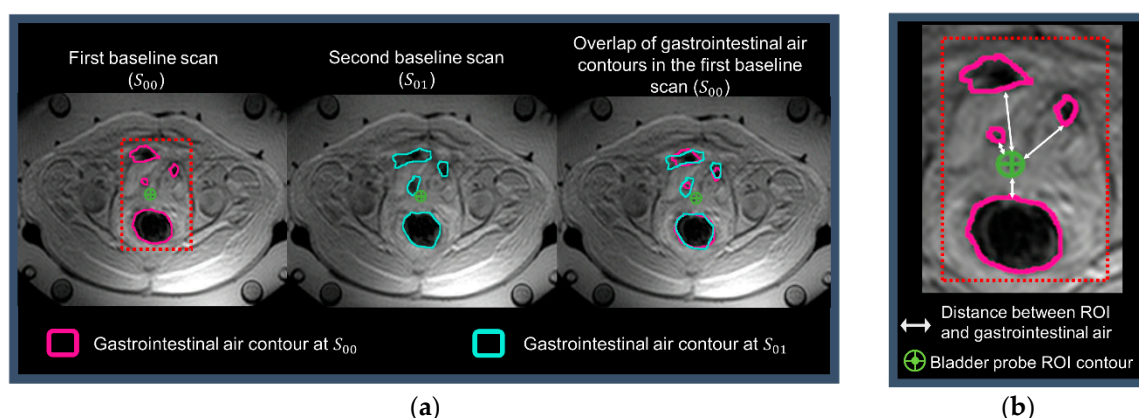 First baseline scan
(S₀₀)
Second baseline scan
(S₀₁)
Overlap of gastrointestinal air
contours in the first baseline
scan (S₀₀)
Gastrointestinal air contour at S₀₀
Gastrointestinal air contour at S₀₁
(a)
Distance between ROI
and gastrointestinal air
Bladder probe ROI contour
(b)